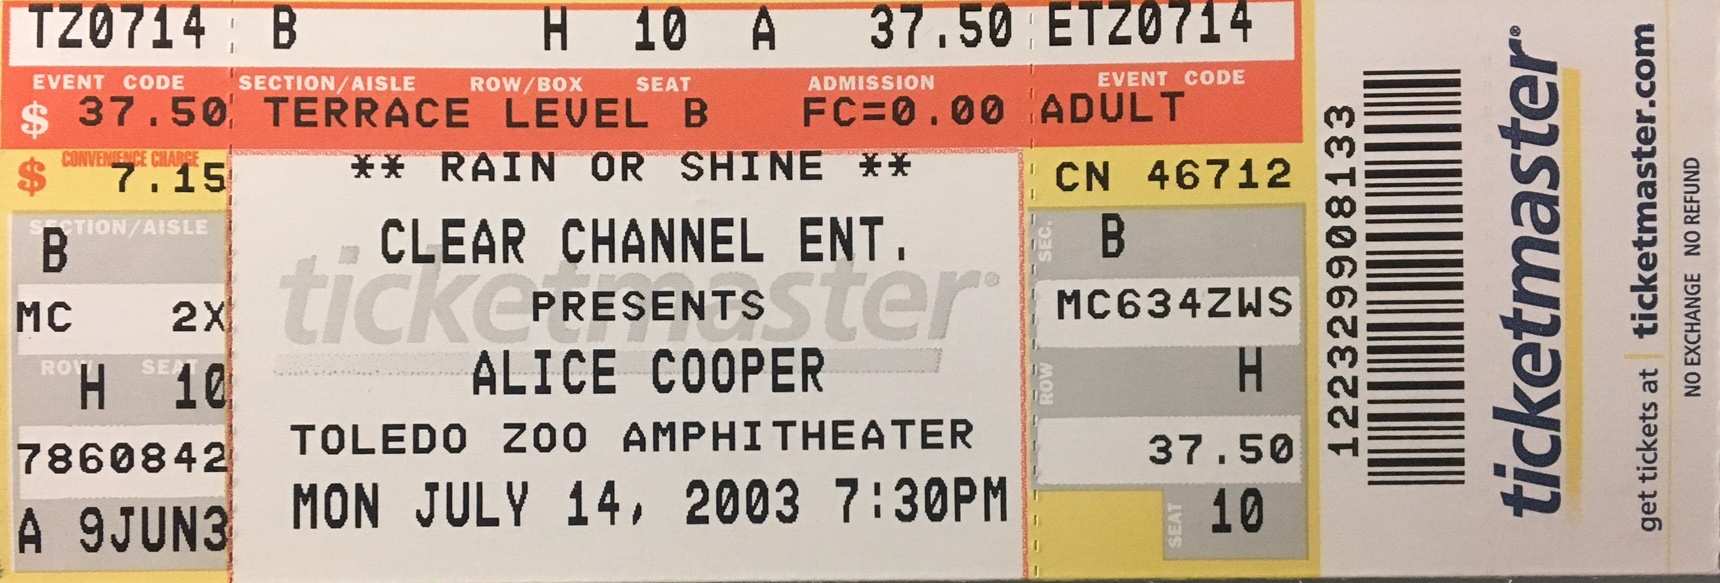 TZ0714 B H 10 A 37.50 ETZ0714
EVENT CODE SECTION/AISLE ROW/BOX SEAT ADMISSION EVENT CODE
$ 37.50 TERRACE LEVEL B FC=0.00 ADULT
CONVENIENCE CHARGE
$ 7.15
SECTION/AISLE
B
MC 2X
ROW SEAT
H 10
7860842
A 9JUN3
** RAIN OR SHINE **
CLEAR CHANNEL ENT.
ticketmaster®
PRESENTS
ALICE COOPER
TOLEDO ZOO AMPHITHEATER
MON JULY 14, 2003 7:30PM
CN 46712
SEC. B
MC634ZWS
ROW H
37.50
SEAT 10
122329908133
ticketmaster®
get tickets at | ticketmaster.com
NO EXCHANGE NO REFUND